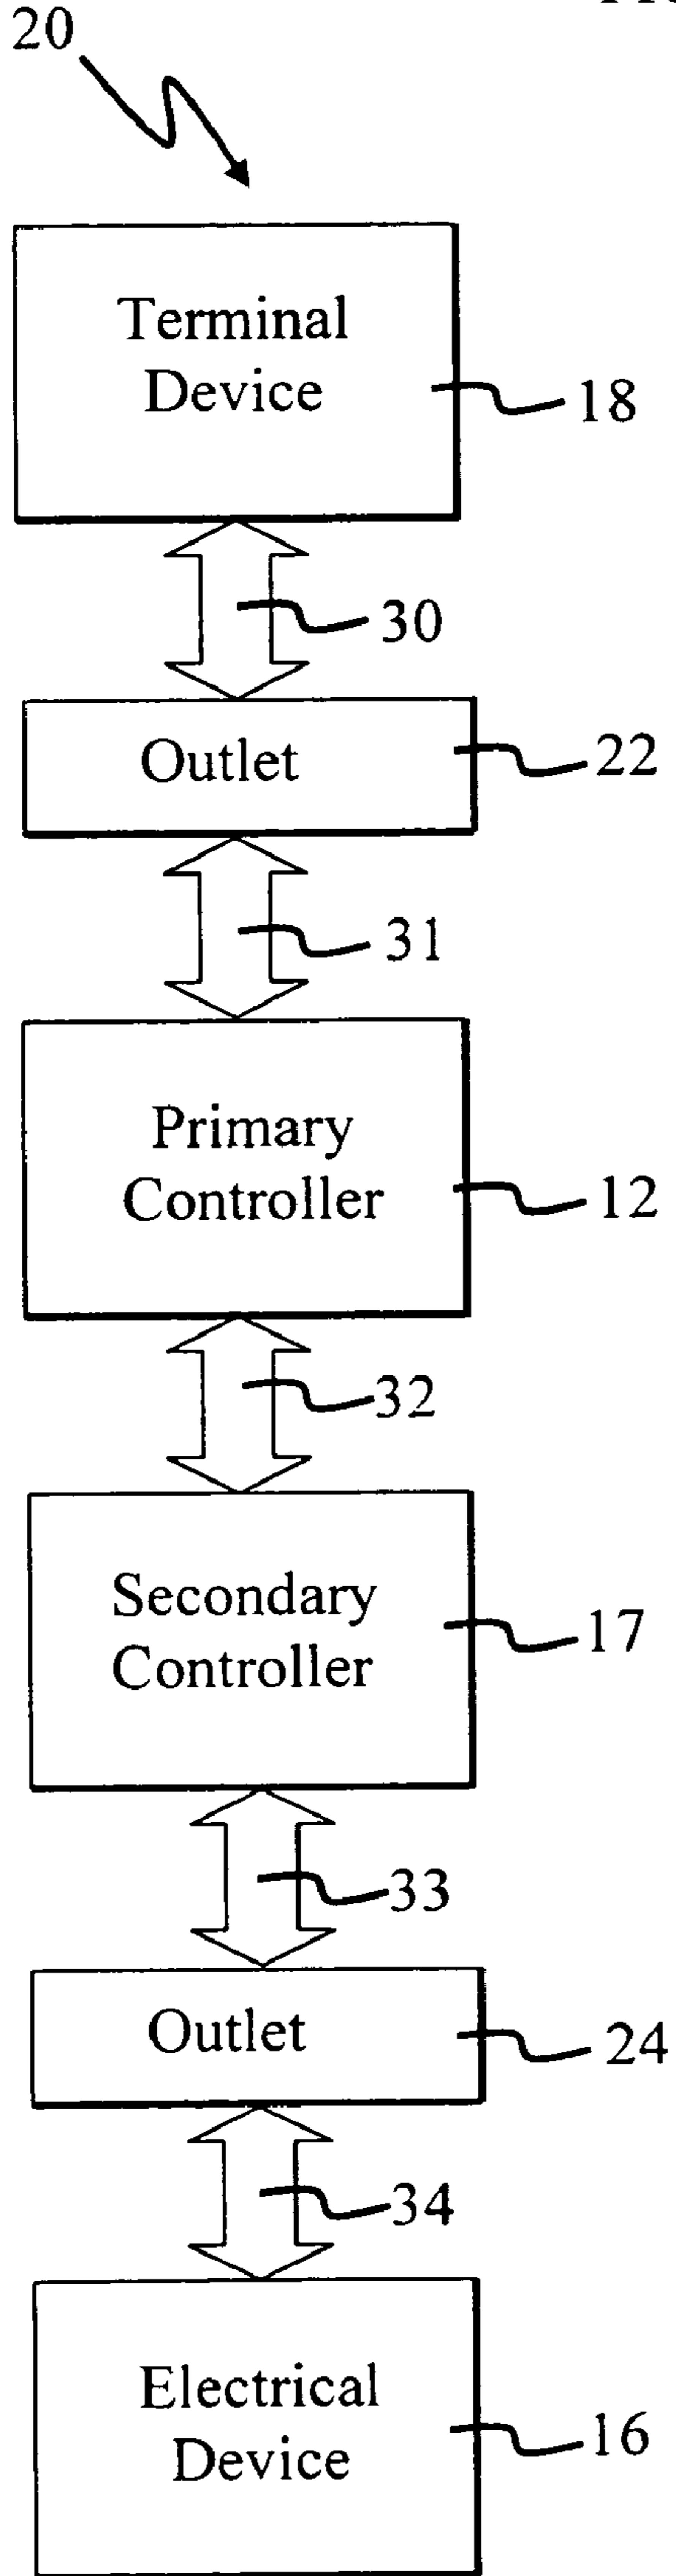 20
Terminal
Device
18
30
Outlet
22
31
Primary
Controller
12
32
Secondary
Controller
17
33
Outlet
24
34
Electrical
Device
16